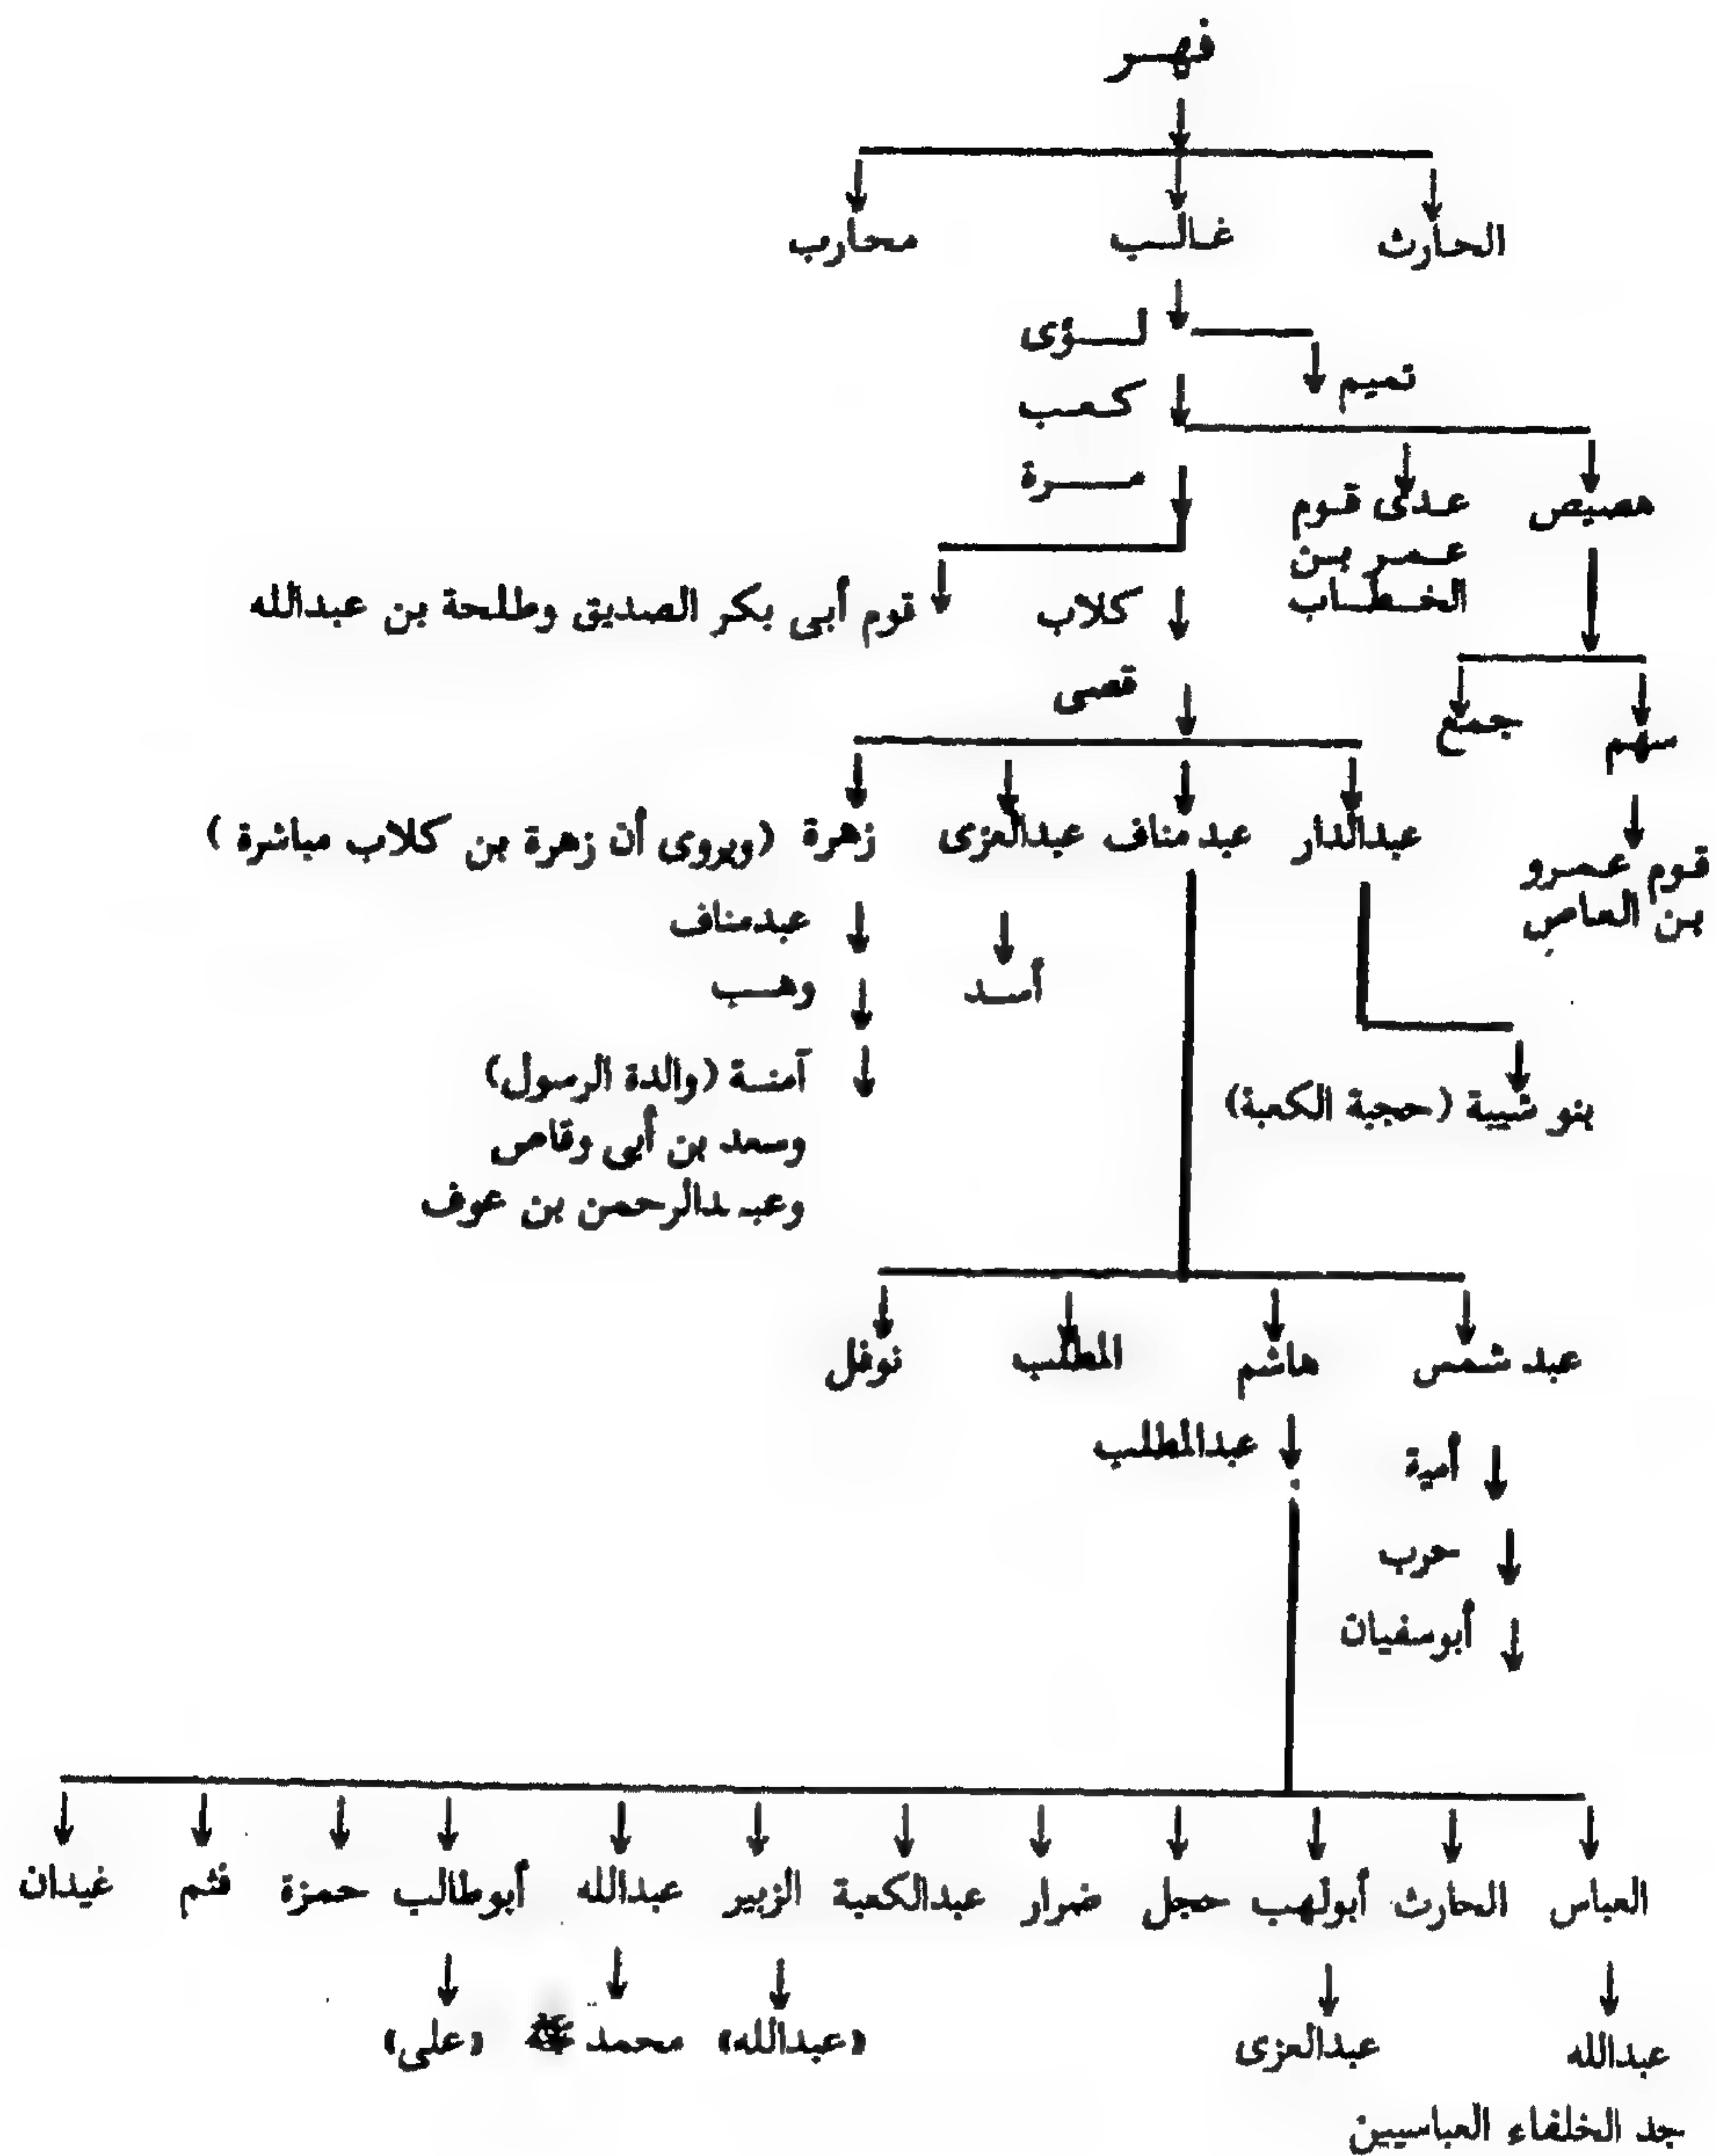 فهر
الحارث غالب محارب
لؤى
تميم
كعب
مرة
هصيص
عدى قوم
عمر بن
الخطاب
كلاب
قوم أبى بكر الصديق وطلحة بن عبدالله
قصى
سهم جمع
عبدالدار عبد مناف عبدالعزى زهرة (ويروى أن زهرة بن كلاب مباشرة )
قوم عمرو
بن العاص
عبدمناف
أسد
وهب
آمنة (والدة الرسول)
وسعد بن أبى وقاص
وعبدالرحمن بن عوف
بنو شيبة (حجبة الكعبة)
عبد شمس هاشم المطلب نوفل
عبدالمطلب
أمية
حرب
أبوسفيان
العباس الحارث أبولهب حجل ضرار عبدالكعبة الزبير عبدالله أبوطالب حمزة قثم غيدان
عبدالله عبدالعزى «عبدالله» محمد ﷺ «على»
جد الخلفاء العباسيين